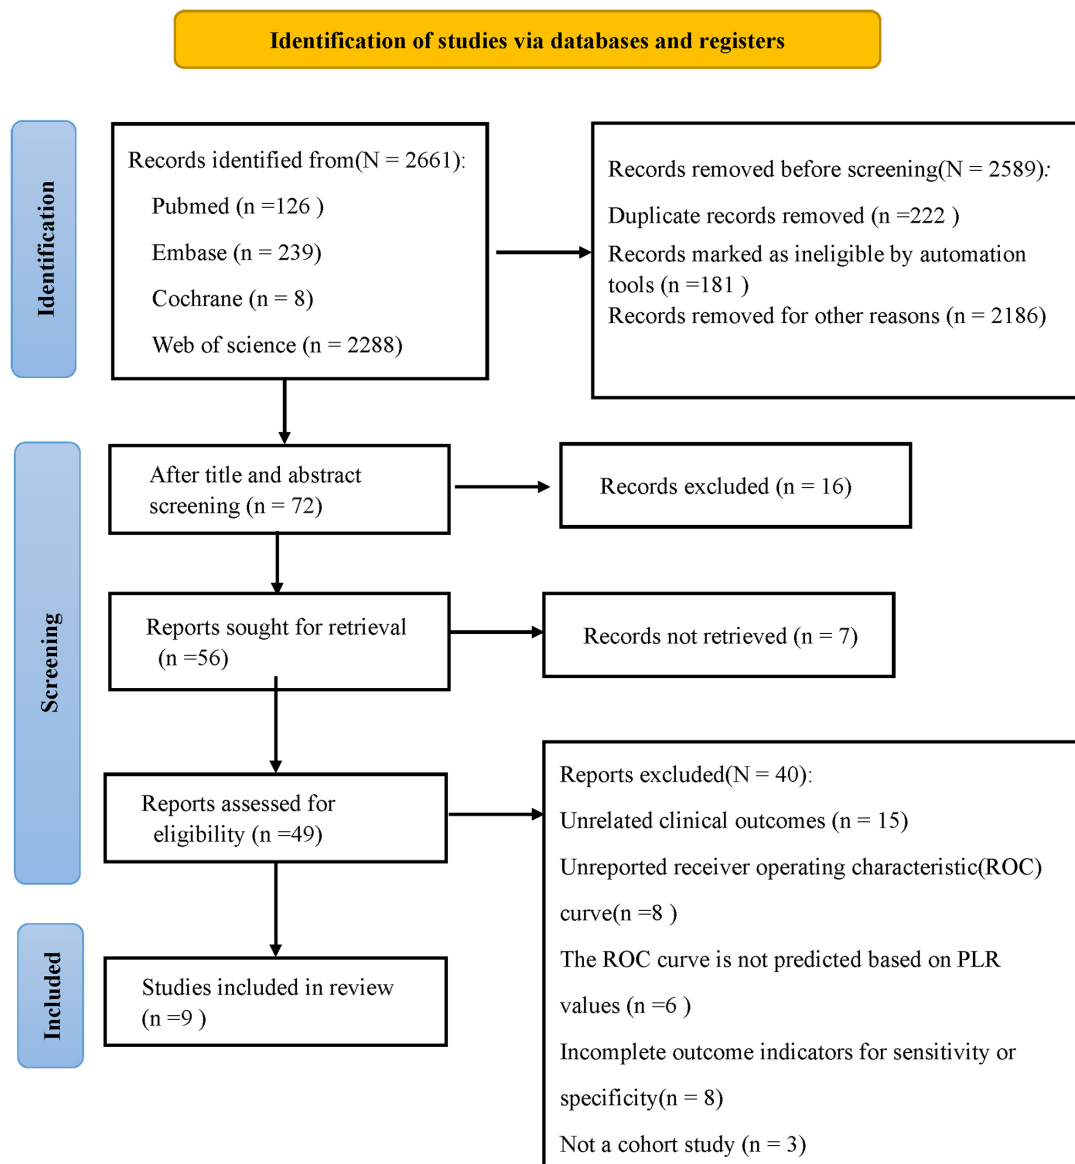 Identification of studies via databases and registers
Identification
Records identified from(N = 2661):
Pubmed (n =126 )
Embase (n = 239)
Cochrane (n = 8)
Web of science (n = 2288)
Records removed before screening(N = 2589):
Duplicate records removed (n =222 )
Records marked as ineligible by automation
tools (n =181 )
Records removed for other reasons (n = 2186)
Screening
After title and abstract
screening (n = 72)
Records excluded (n = 16)
Reports sought for retrieval
(n =56)
Records not retrieved (n = 7)
Reports assessed for
eligibility (n =49)
Reports excluded(N = 40):
Unrelated clinical outcomes (n = 15)
Unreported receiver operating characteristic(ROC)
curve(n =8 )
The ROC curve is not predicted based on PLR
values (n =6 )
Incomplete outcome indicators for sensitivity or
specificity(n = 8)
Not a cohort study (n = 3)
Included
Studies included in review
(n =9 )